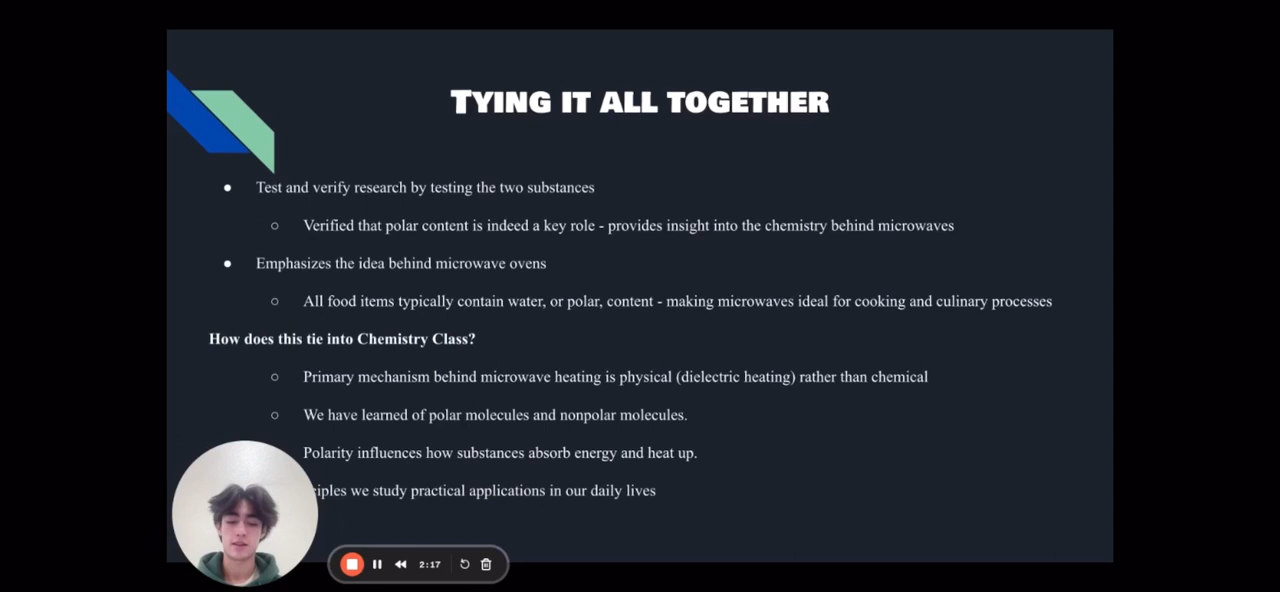 Tying it all together
Test and verify research by testing the two substances
Verified that polar content is indeed a key role - provides insight into the chemistry behind microwaves
Emphasizes the idea behind microwave ovens
All food items typically contain water, or polar, content - making microwaves ideal for cooking and culinary processes
How does this tie into Chemistry Class?
Primary mechanism behind microwave heating is physical (dielectric heating) rather than chemical
We have learned of polar molecules and nonpolar molecules.
Polarity influences how substances absorb energy and heat up.
we study practical applications in our daily lives
2:17